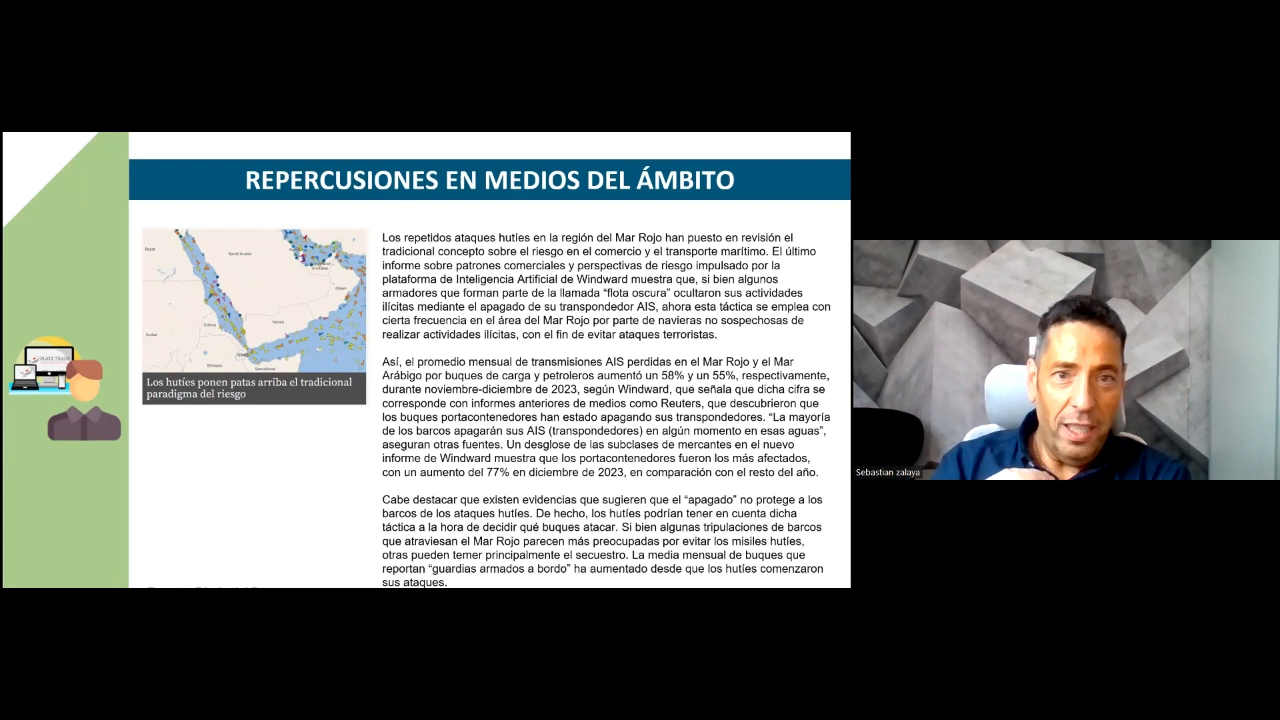 REPERCUSIONES EN MEDIOS DEL ÁMBITO
Los hutíes ponen patas arriba el tradicional
paradigma del riesgo
Los repetidos ataques hutíes en la región del Mar Rojo han puesto en revisión el
tradicional concepto sobre el riesgo en el comercio y el transporte marítimo. El último
informe sobre patrones comerciales y perspectivas de riesgo impulsado por la
plataforma de Inteligencia Artificial de Windward muestra que, si bien algunos
armadores que forman parte de la llamada “flota oscura” ocultaron sus actividades
ilícitas mediante el apagado de su transpondedor AIS, ahora esta táctica se emplea con
cierta frecuencia en el área del Mar Rojo por parte de navieras no sospechosas de
realizar actividades ilícitas, con el fin de evitar ataques terroristas.
Así, el promedio mensual de transmisiones AIS perdidas en el Mar Rojo y el Mar
Arábigo por buques de carga y petroleros aumentó un 58% y un 55%, respectivamente,
durante noviembre-diciembre de 2023, según Windward, que señala que dicha cifra se
corresponde con informes anteriores de medios como Reuters, que descubrieron que
los buques portacontenedores han estado apagando sus transpondedores. “La mayoría
de los barcos apagarán sus AIS (transpondedores) en algún momento en esas aguas”,
aseguran otras fuentes. Un desglose de las subclases de mercantes en el nuevo
informe de Windward muestra que los portacontenedores fueron los más afectados,
con un aumento del 77% en diciembre de 2023, en comparación con el resto del año.
Cabe destacar que existen evidencias que sugieren que el “apagado” no protege a los
barcos de los ataques hutíes. De hecho, los hutíes podrían tener en cuenta dicha
táctica a la hora de decidir qué buques atacar. Si bien algunas tripulaciones de barcos
que atraviesan el Mar Rojo parecen más preocupadas por evitar los misiles hutíes,
otras pueden temer principalmente el secuestro. La media mensual de buques que
reportan “guardias armados a bordo” ha aumentado desde que los hutíes comenzaron
sus ataques.
Egypt
Saudi Arabia
Oman
Sudan
Eritrea
Yemen
Ethiopia
Sebastian zalaya